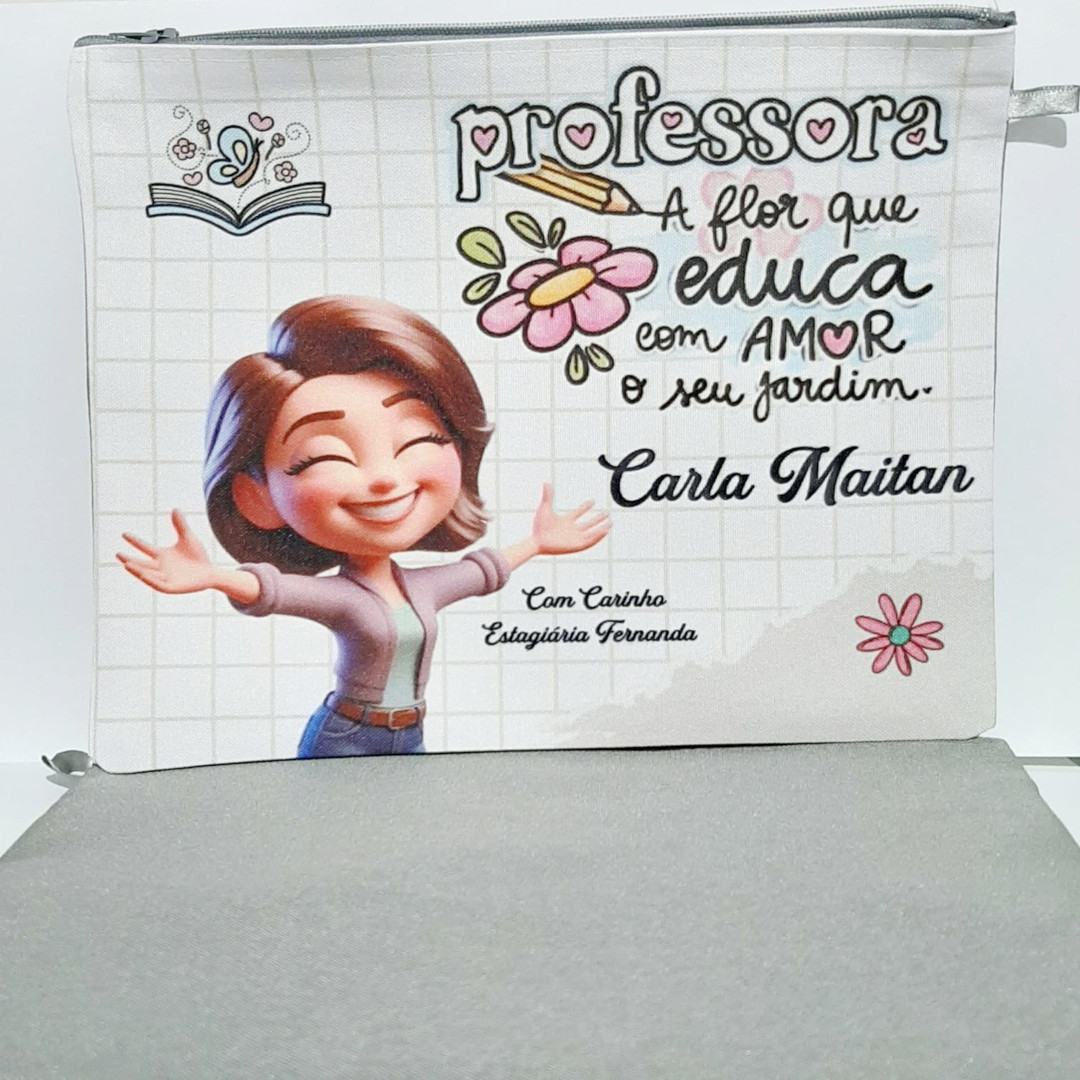 professora
A flor que
educa
com AMOR
o seu jardim.
Carla Maitan
Com Carinho
Estagiária Fernanda